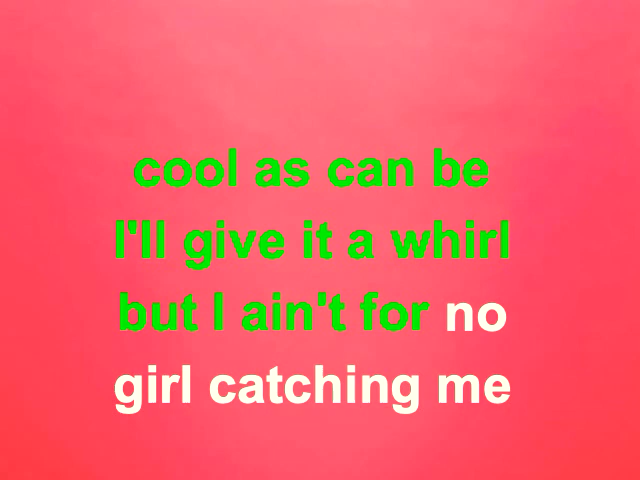 cool as can be
I'll give it a whirl
but I ain't for no
girl catching me